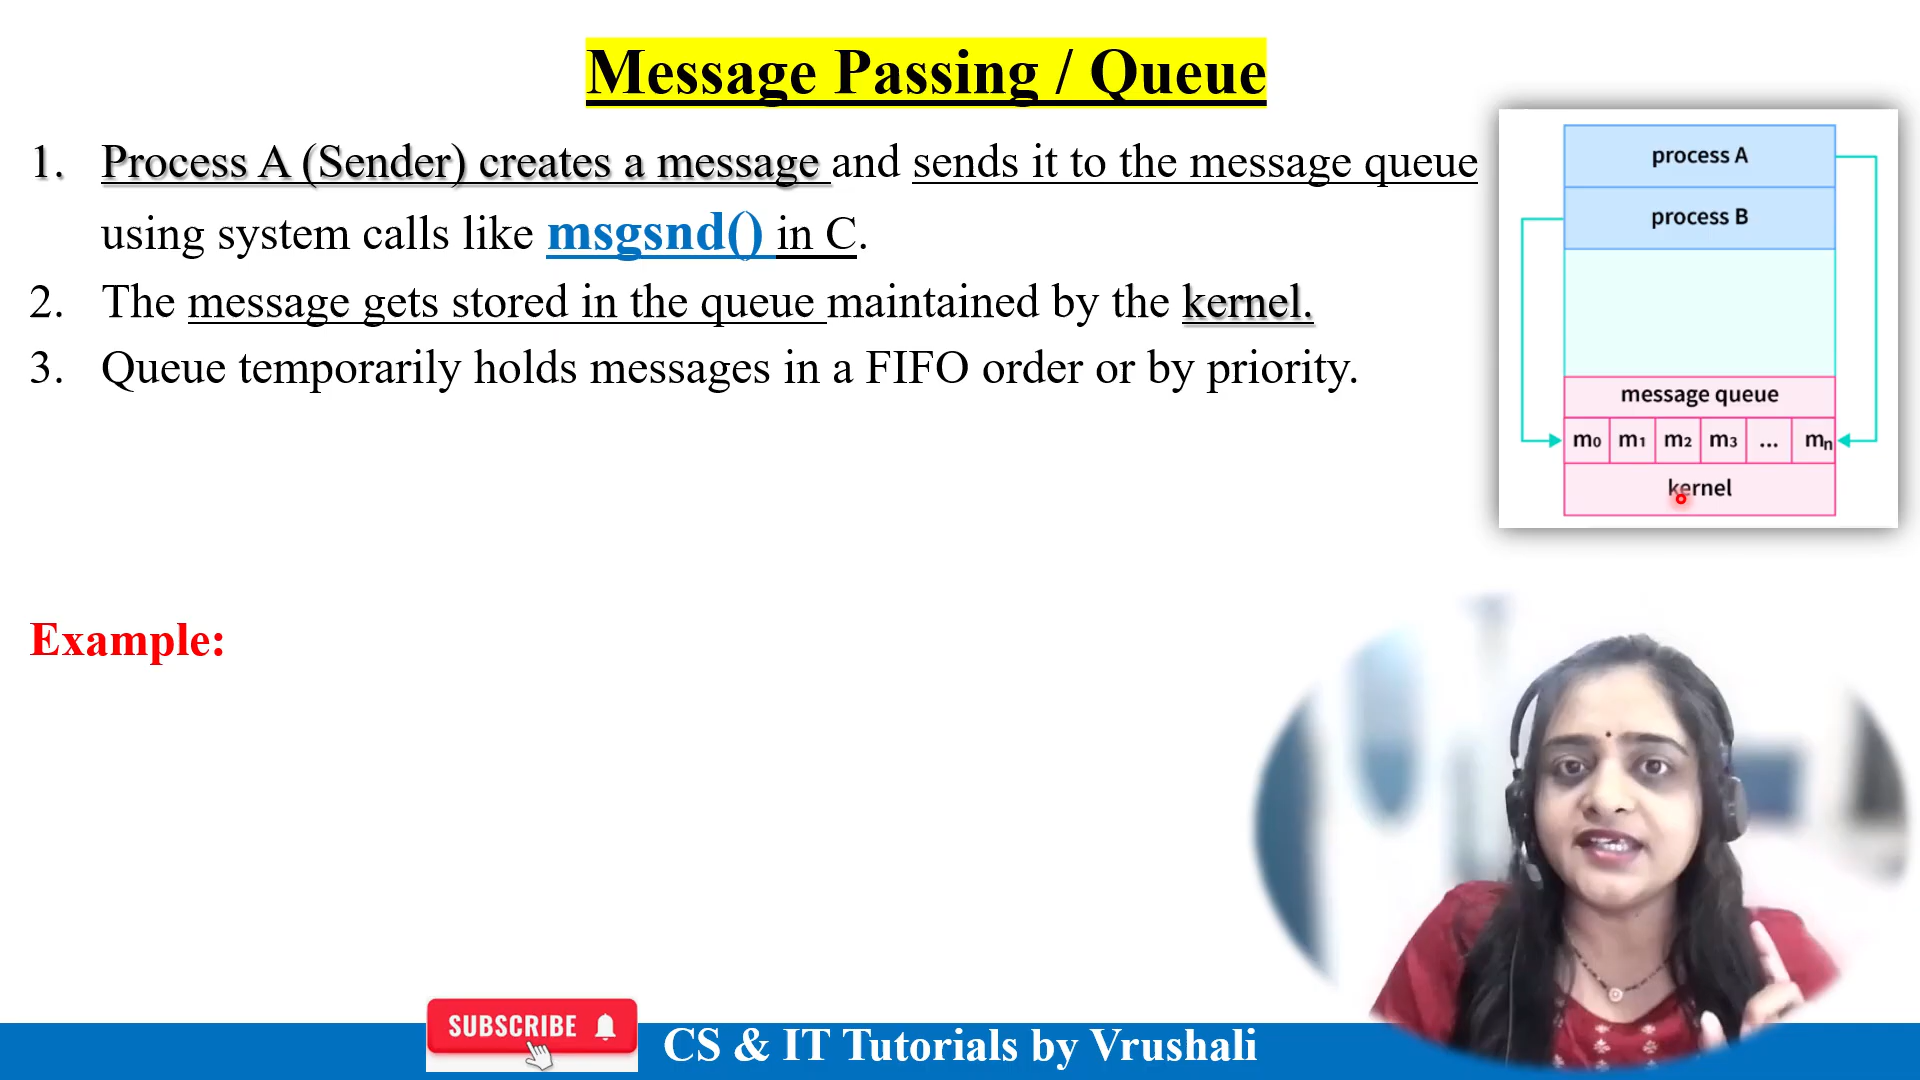 Message Passing / Queue
1. Process A (Sender) creates a message and sends it to the message queue
using system calls like msgsnd() in C.
2. The message gets stored in the queue maintained by the kernel.
3. Queue temporarily holds messages in a FIFO order or by priority.
process A
process B
message queue
m₀ m₁ m₂ m₃ ... mₙ
kernel
Example:
SUBSCRIBE
CS & IT Tutorials by Vrushali